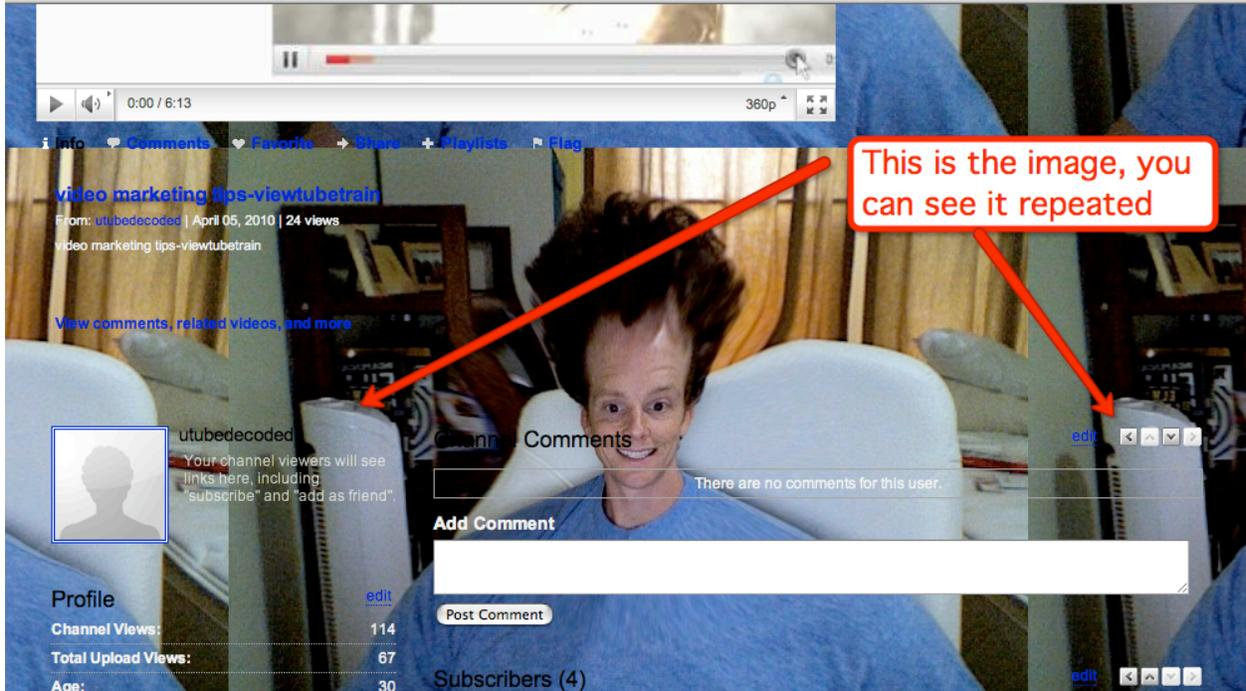 0:00 / 6:13
360p
Info Comments Favorite Share Playlists Flag
This is the image, you
can see it repeated
video marketing tips-viewtubetrain
From: utubedecoded | April 05, 2010 | 24 views
video marketing tips-viewtubetrain
View comments, related videos, and more
utubedecoded
Your channel viewers will see
links here, including
"subscribe" and "add as friend".
Channel Comments
edit
There are no comments for this user.
Add Comment
Post Comment
Profile
edit
Channel Views: 114
Total Upload Views: 67
Age: 30
Subscribers (4)
edit